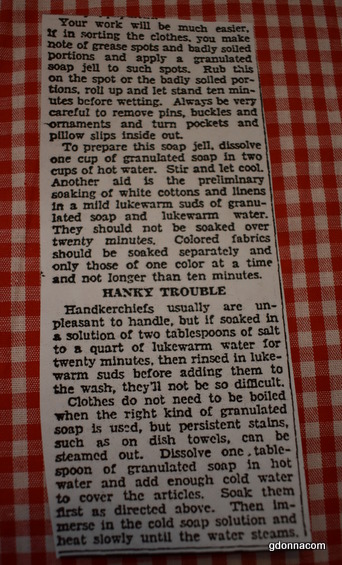 Your work will be much easier,
if in sorting the clothes, you make
note of grease spots and badly soiled
portions and apply a granulated
soap jell to such spots. Rub this
on the spot or the badly soiled por-
tions, roll up and let stand ten min-
utes before wetting. Always be very
careful to remove pins, buckles and
ornaments and turn pockets and
pillow slips inside out.
To prepare this soap jell, dissolve
one cup of granulated soap in two
cups of hot water. Stir and let cool.
Another aid is the preliminary
soaking of white cottons and linens
in a mild lukewarm suds of granu-
lated soap and lukewarm water.
They should not be soaked over
twenty minutes. Colored fabrics
should be soaked separately and
only those of one color at a time
and not longer than ten minutes.
HANKY TROUBLE
Handkerchiefs usually are un-
pleasant to handle, but if soaked in
a solution of two tablespoons of salt
to a quart of lukewarm water for
twenty minutes, then rinsed in luke-
warm suds before adding them to
the wash, they'll not be so difficult.
Clothes do not need to be boiled
when the right kind of granulated
soap is used, but persistent stains,
such as on dish towels, can be
steamed out. Dissolve one table-
spoon of granulated soap in hot
water and add enough cold water
to cover the articles. Soak them
first as directed above. Then im-
merse in the cold soap solution and
heat slowly until the water steams.
gdonnacom